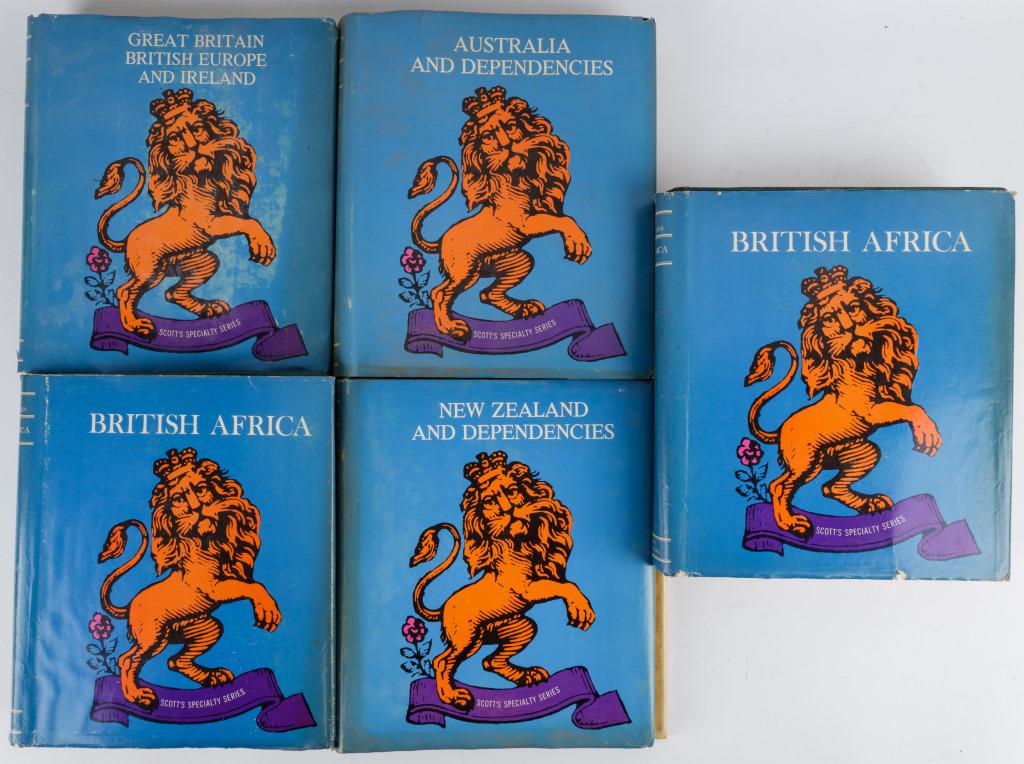 GREAT BRITAIN
BRITISH EUROPE
AND IRELAND
SCOTT'S SPECIALTY SERIES
AUSTRALIA
AND DEPENDENCIES
SCOTT'S SPECIALTY SERIES
BRITISH AFRICA
SCOTT'S SPECIALTY SERIES
BRITISH AFRICA
SCOTT'S SPECIALTY SERIES
NEW ZEALAND
AND DEPENDENCIES
SCOTT'S SPECIALTY SERIES